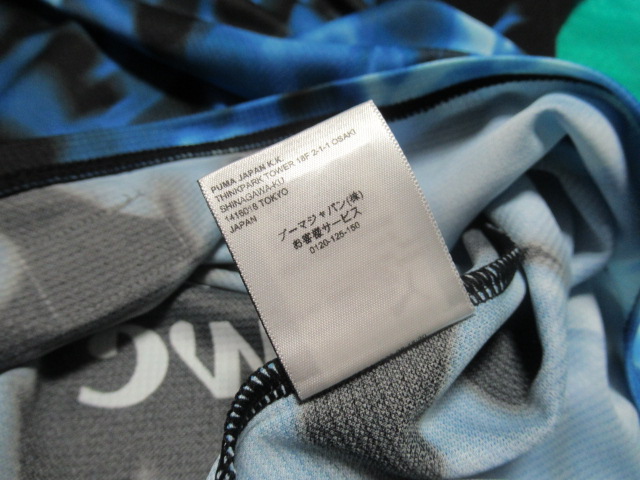 PUMA JAPAN K.K
THINKPARK TOWER 18F 2-1-1 OSAKI
SHINAGAWA-KU
1416018 TOKYO
JAPAN
プーマジャパン(株)
お客様サービス
0120-125-150